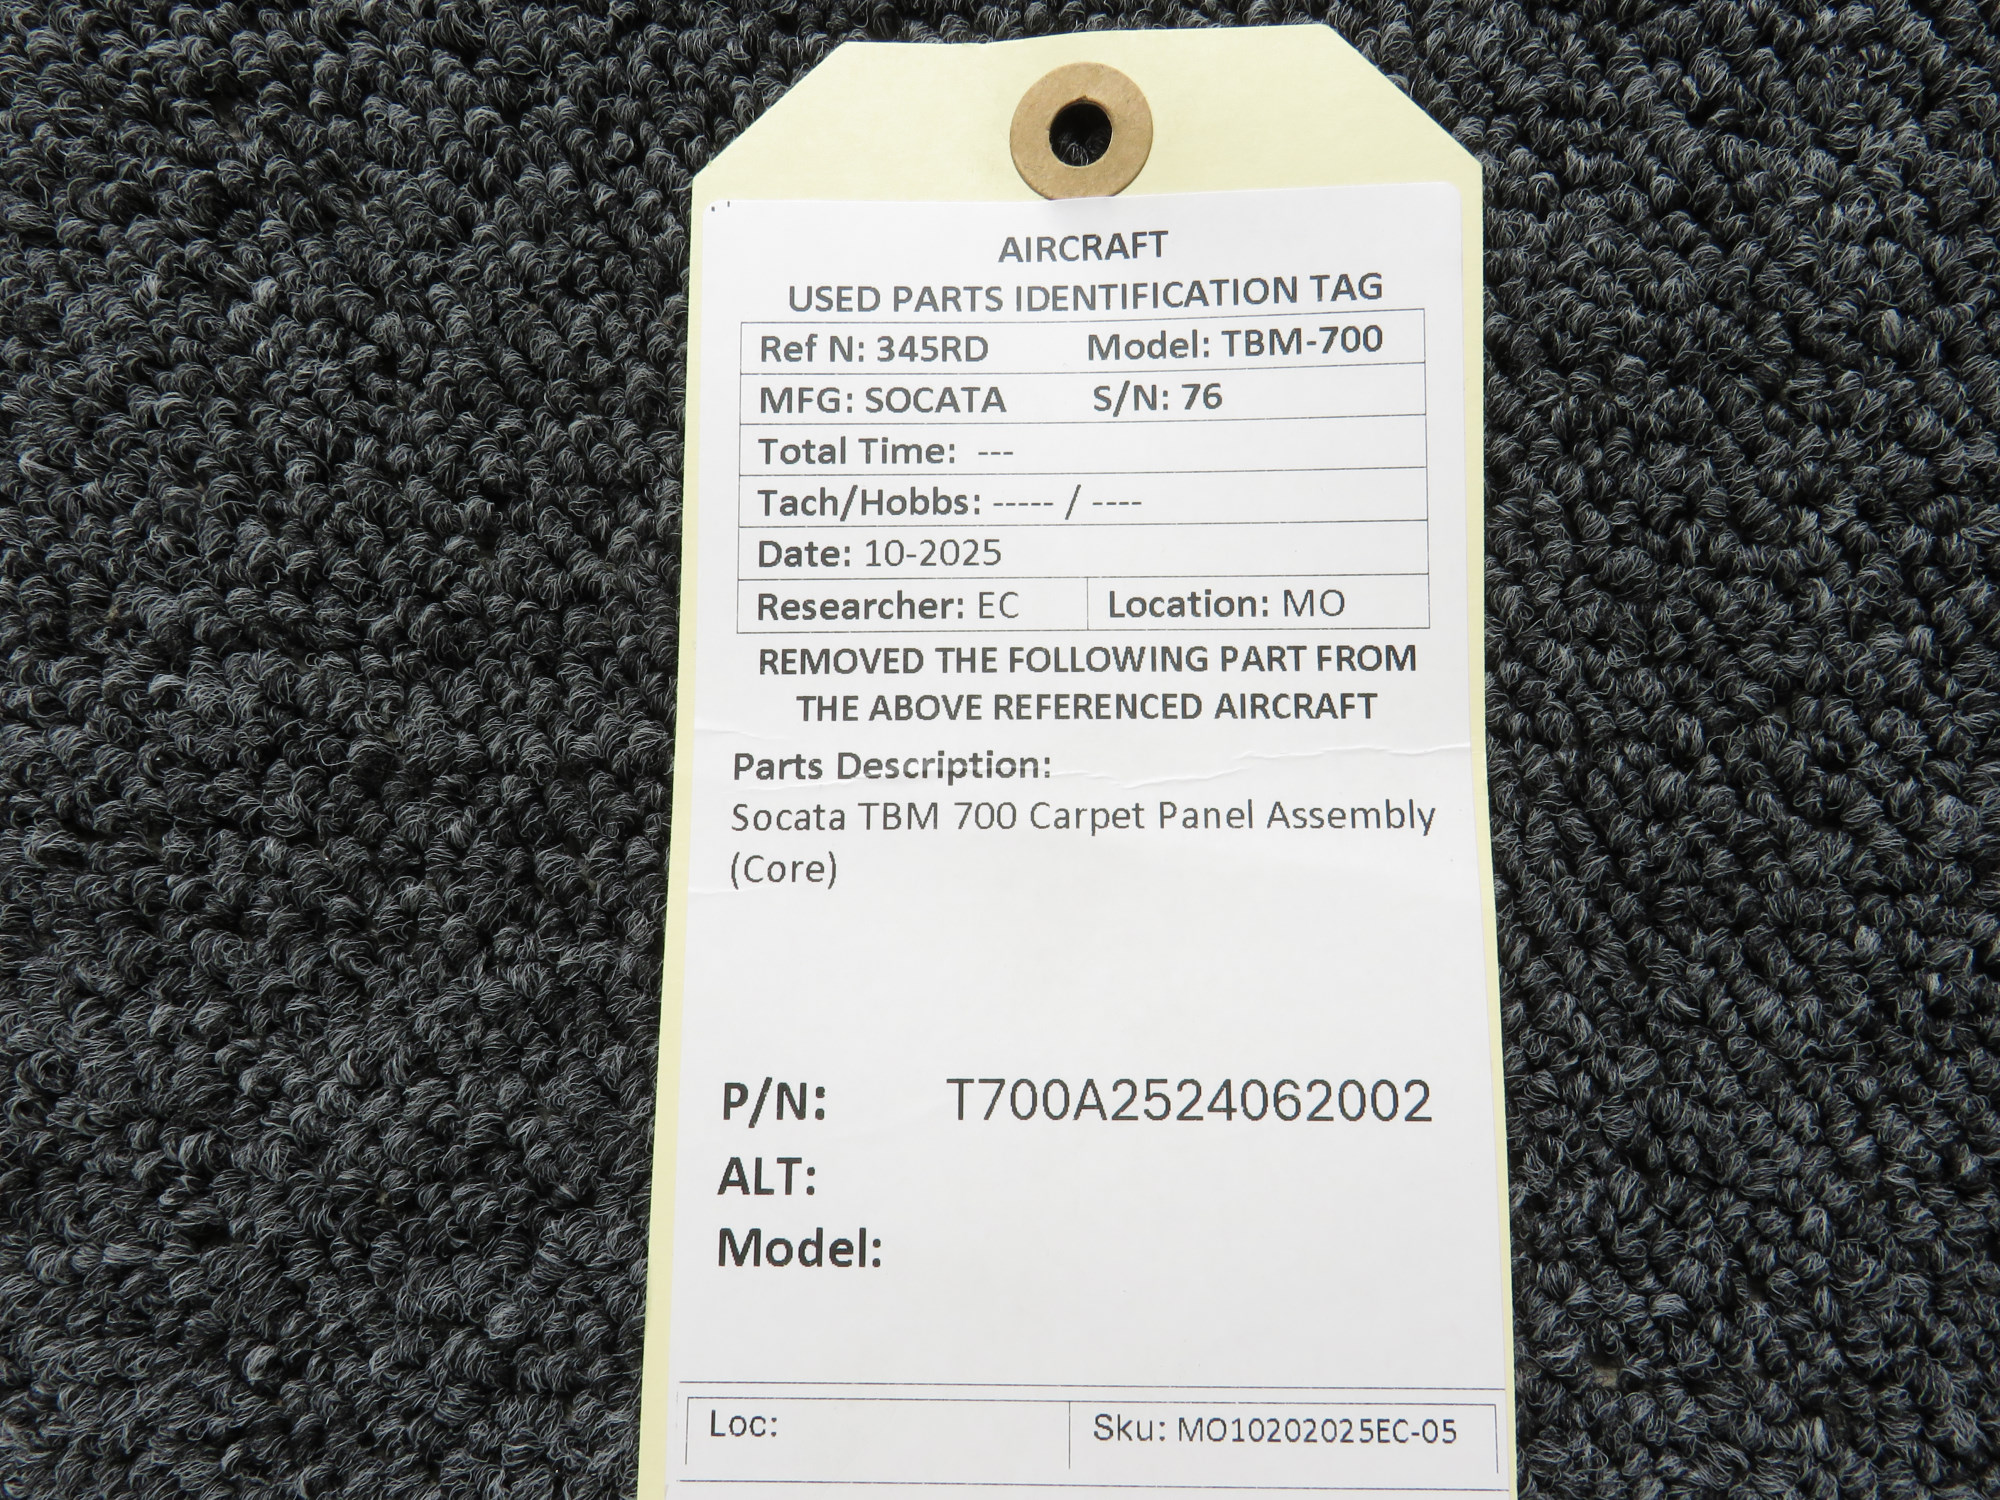 AIRCRAFT
USED PARTS IDENTIFICATION TAG
Ref N: 345RD Model: TBM-700
MFG: SOCATA S/N: 76
Total Time: ---
Tach/Hobbs: ----- / ----
Date: 10-2025
Researcher: EC Location: MO
REMOVED THE FOLLOWING PART FROM
THE ABOVE REFERENCED AIRCRAFT
Parts Description:
Socata TBM 700 Carpet Panel Assembly
(Core)
P/N: T700A2524062002
ALT:
Model:
Loc: Sku: MO10202025EC-05